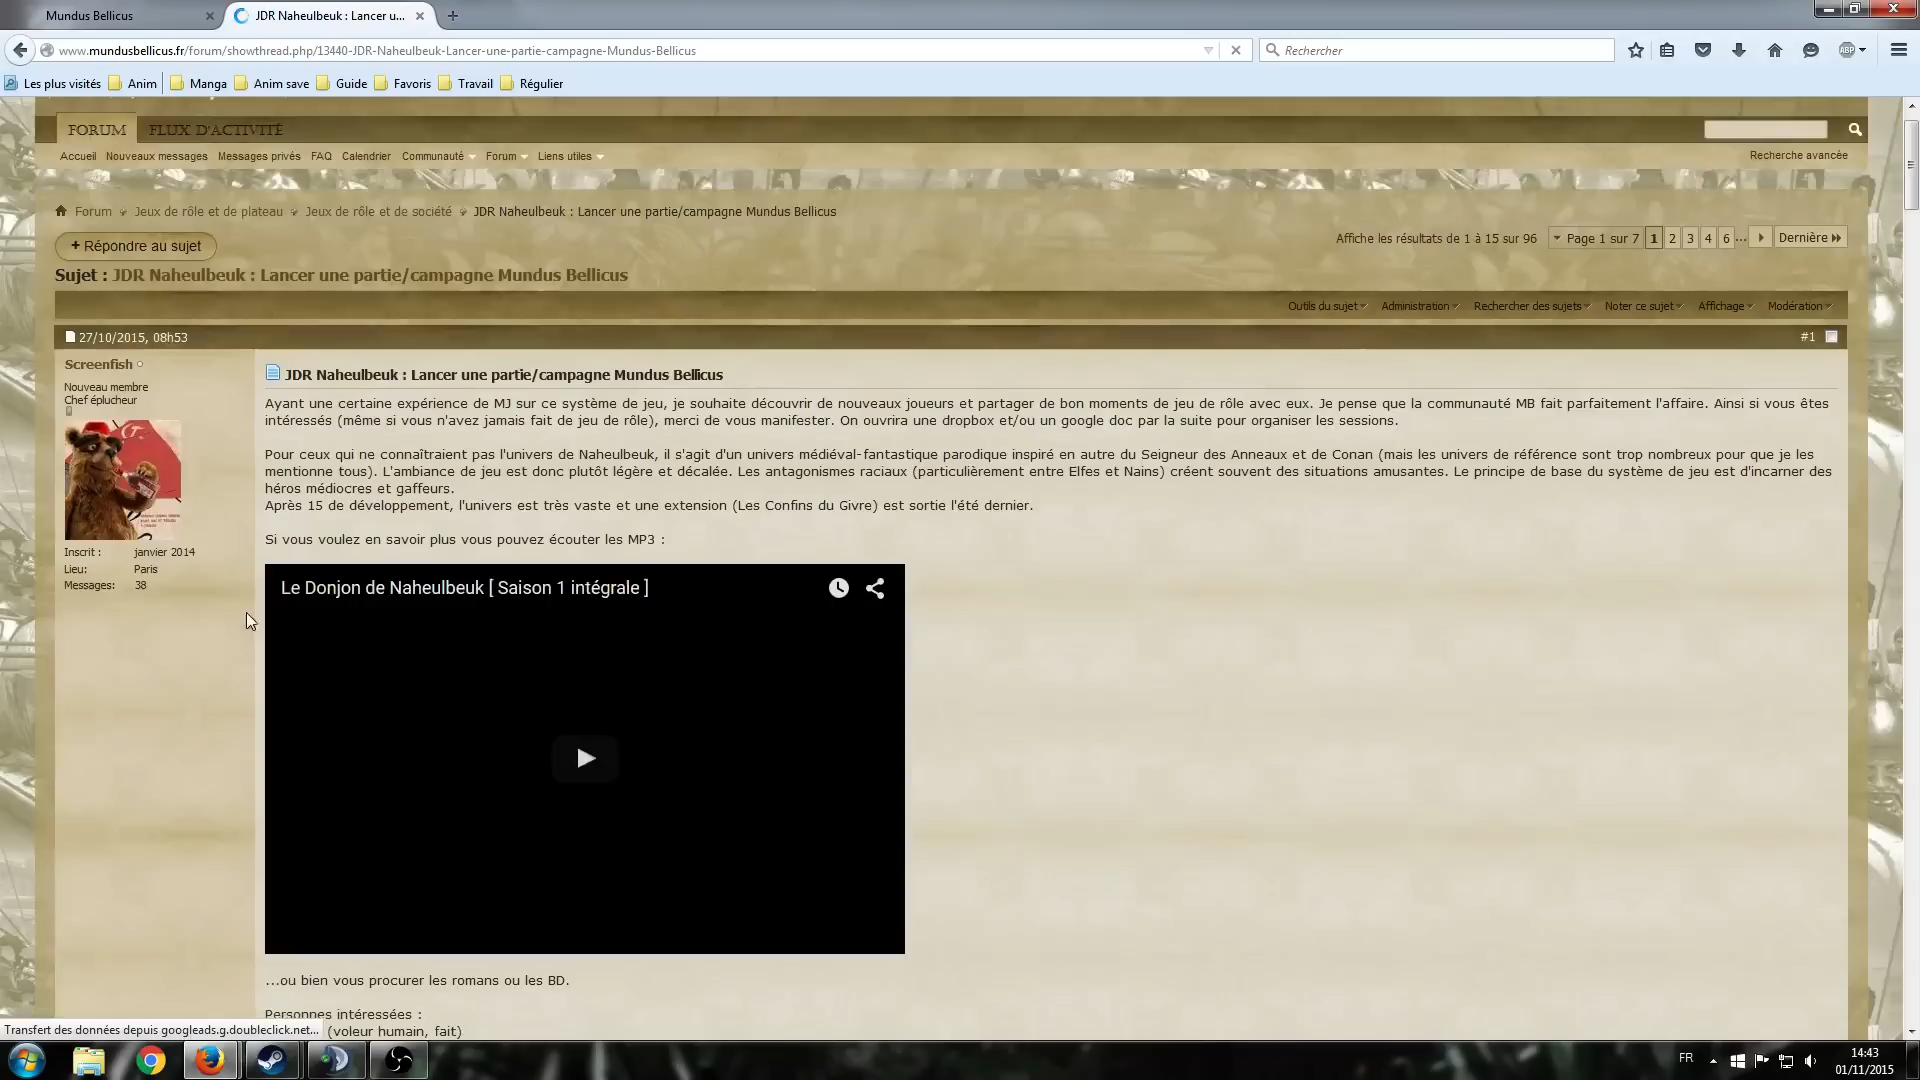 Mundus Bellicus
JDR Naheulbeuk : Lancer u...
www.mundusbellicus.fr/forum/showthread.php/13440-JDR-Naheulbeuk-Lancer-une-partie-campagne-Mundus-Bellicus
Rechercher
ABP
Les plus visités Anim Manga Anim save Guide Favoris Travail Régulier
FORUM FLUX D'ACTIVITÉ
Accueil Nouveaux messages Messages privés FAQ Calendrier Communauté Forum Liens utiles Recherche avancée
Forum Jeux de rôle et de plateau Jeux de rôle et de société JDR Naheulbeuk : Lancer une partie/campagne Mundus Bellicus
+ Répondre au sujet
Affiche les résultats de 1 à 15 sur 96 Page 1 sur 7 1 2 3 4 6 ... Dernière
Sujet : JDR Naheulbeuk : Lancer une partie/campagne Mundus Bellicus
Outils du sujet Administration Rechercher des sujets Noter ce sujet Affichage Modération
27/10/2015, 08h53 #1
Screenfish
Nouveau membre
Chef éplucheur
Inscrit : janvier 2014
Lieu: Paris
Messages: 38
JDR Naheulbeuk : Lancer une partie/campagne Mundus Bellicus
Ayant une certaine expérience de MJ sur ce système de jeu, je souhaite découvrir de nouveaux joueurs et partager de bon moments de jeu de rôle avec eux. Je pense que la communauté MB fait parfaitement l'affaire. Ainsi si vous êtes
intéressés (même si vous n'avez jamais fait de jeu de rôle), merci de vous manifester. On ouvrira une dropbox et/ou un google doc par la suite pour organiser les sessions.
Pour ceux qui ne connaîtraient pas l'univers de Naheulbeuk, il s'agit d'un univers médiéval-fantastique parodique inspiré en autre du Seigneur des Anneaux et de Conan (mais les univers de référence sont trop nombreux pour que je les
mentionne tous). L'ambiance de jeu est donc plutôt légère et décalée. Les antagonismes raciaux (particulièrement entre Elfes et Nains) créent souvent des situations amusantes. Le principe de base du système de jeu est d'incarner des
héros médiocres et gaffeurs.
Après 15 de développement, l'univers est très vaste et une extension (Les Confins du Givre) est sortie l'été dernier.
Si vous voulez en savoir plus vous pouvez écouter les MP3 :
Le Donjon de Naheulbeuk [ Saison 1 intégrale ]
...ou bien vous procurer les romans ou les BD.
Personnes intéressées :
(voleur humain, fait)
Transfert des données depuis googleads.g.doubleclick.net...
FR
14:43
01/11/2015